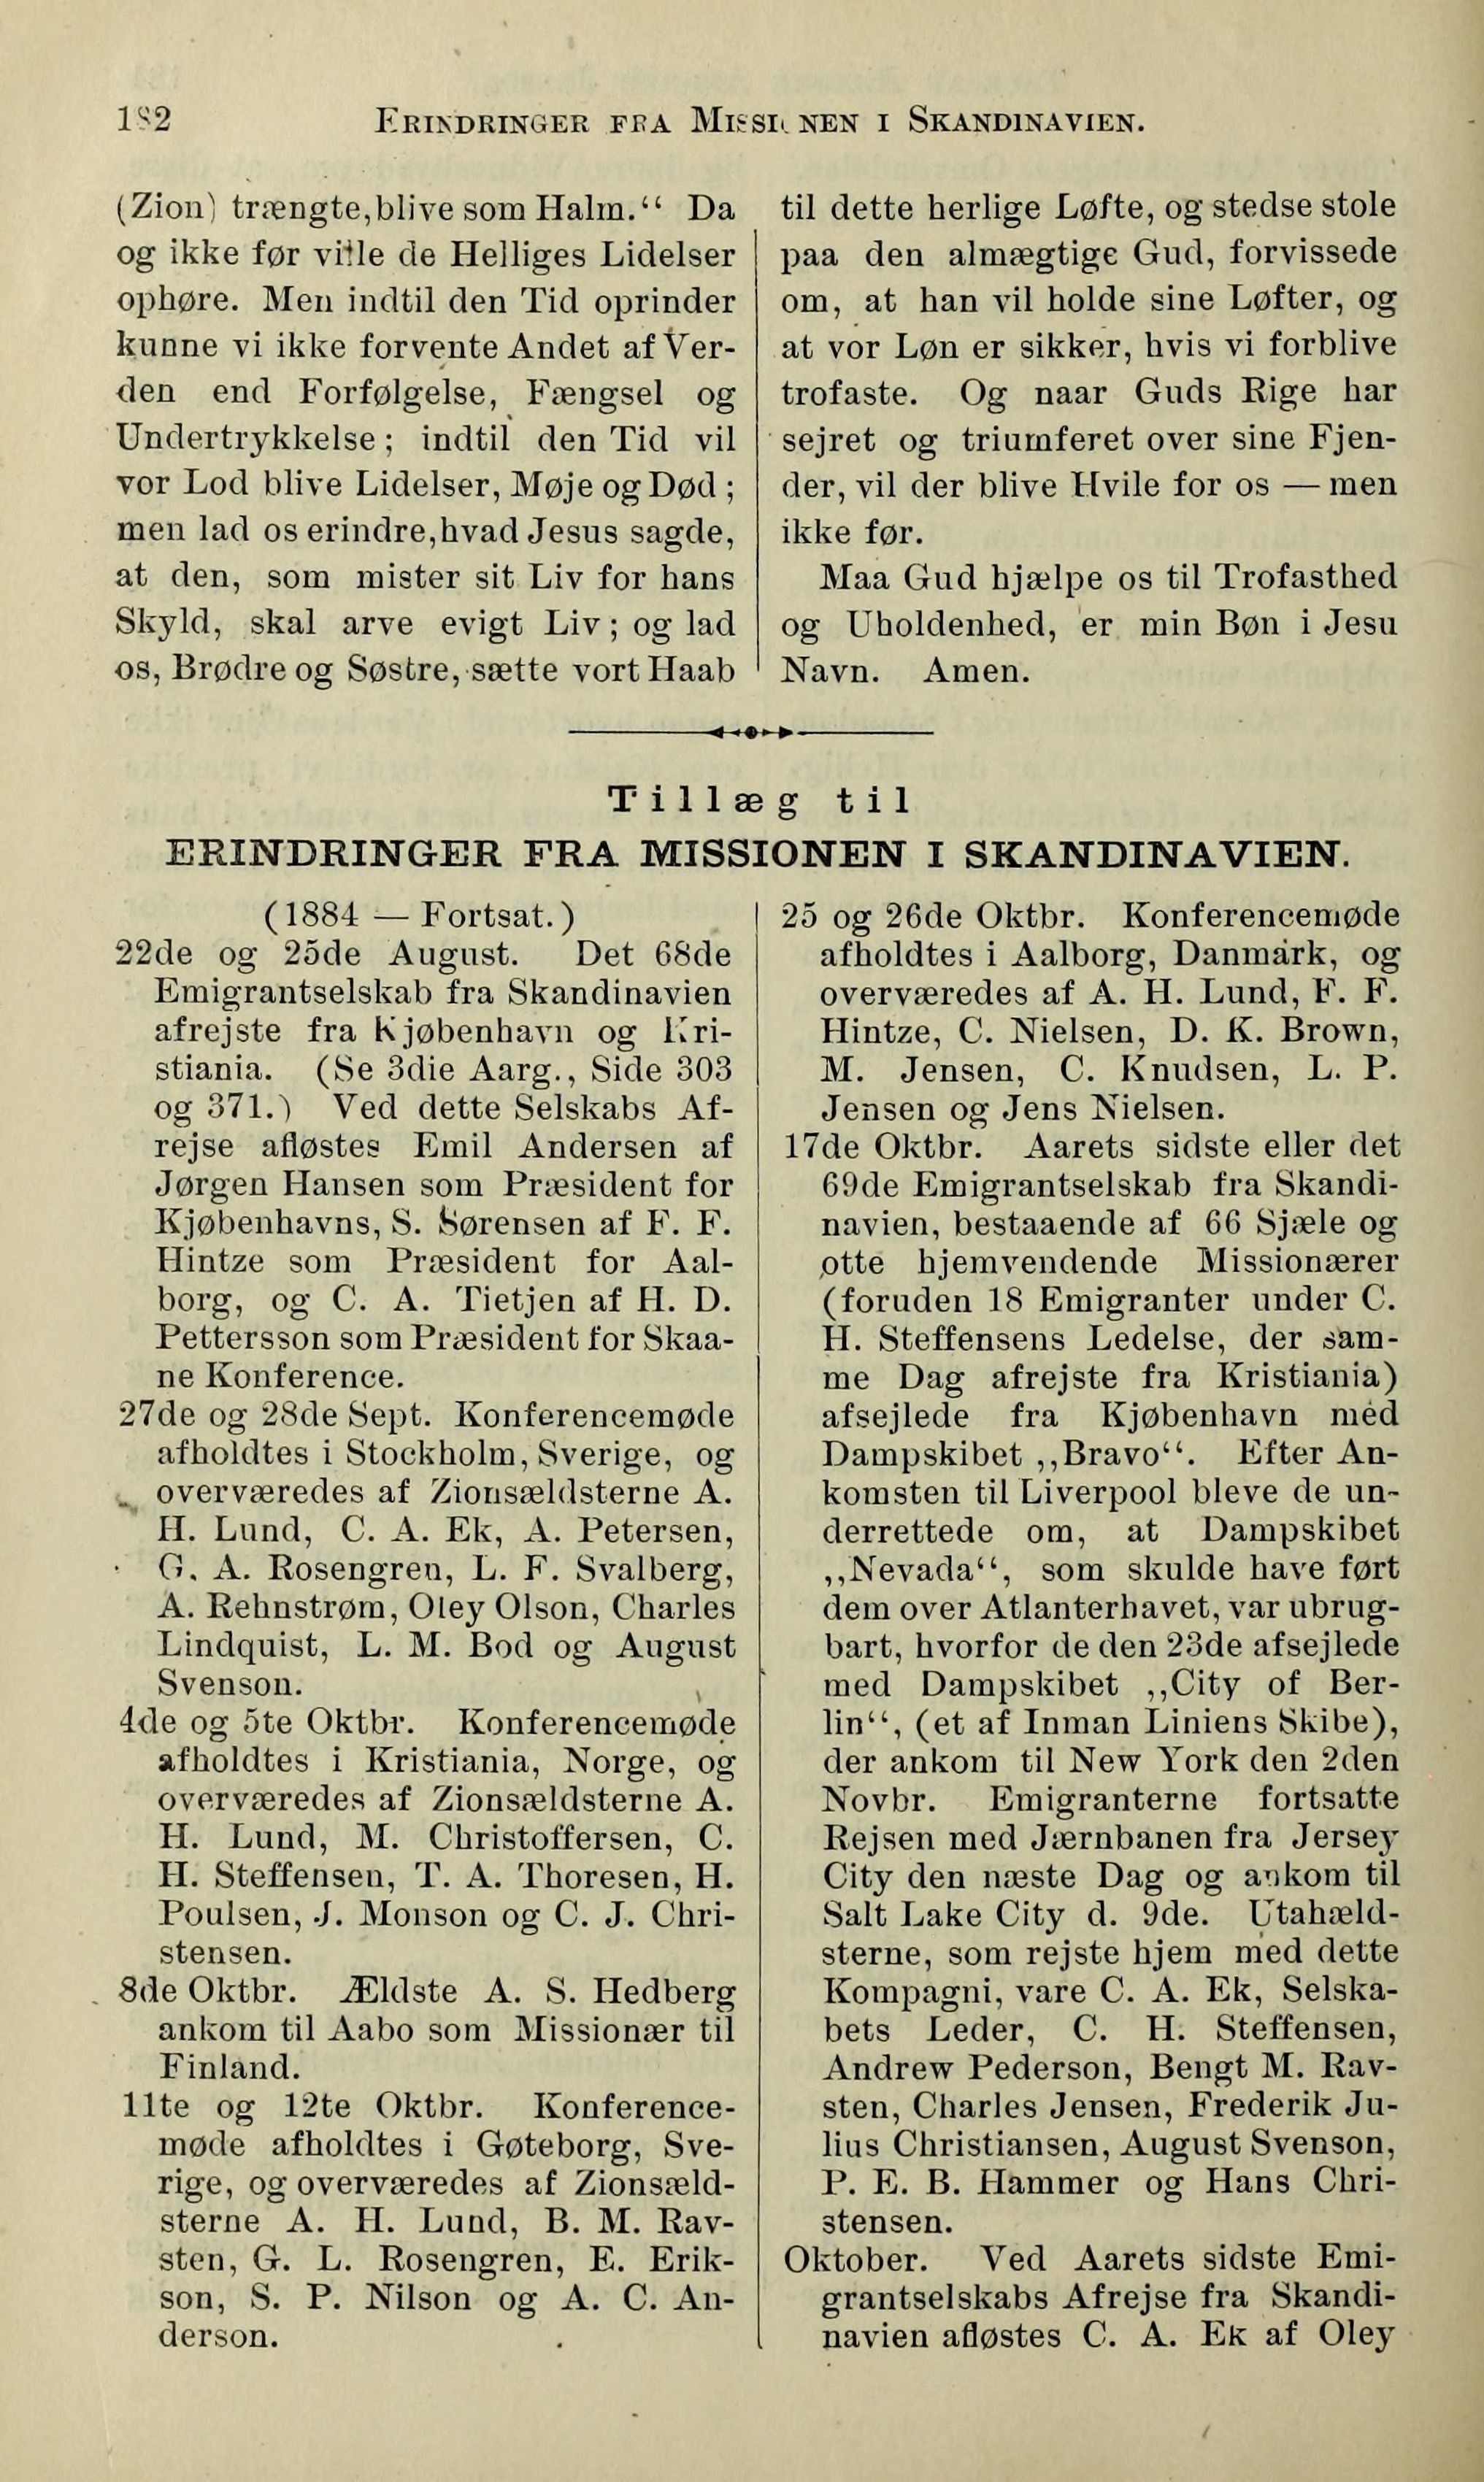 182 ERINDRINGER FRA MISSIONEN I SKANDINAVIEN.
(Zion) trængte, blive som Halm.“ Da
og ikke før vilde de Helliges Lidelser
ophøre. Men indtil den Tid oprinder
kunne vi ikke forvente Andet af Ver-
den end Forfølgelse, Fængsel og
Undertrykkelse; indtil den Tid vil
vor Lod blive Lidelser, Møje og Død;
men lad os erindre, hvad Jesus sagde,
at den, som mister sit Liv for hans
Skyld, skal arve evigt Liv; og lad
os, Brødre og Søstre, sætte vort Haab
til dette herlige Løfte, og stedse stole
paa den almægtige Gud, forvissede
om, at han vil holde sine Løfter, og
at vor Løn er sikker, hvis vi forblive
trofaste. Og naar Guds Rige har
sejret og triumferet over sine Fjen-
der, vil der blive Hvile for os — men
ikke før.
Maa Gud hjælpe os til Trofasthed
og Uholdenhed, er min Bøn i Jesu
Navn. Amen.
Tillæg til
ERINDRINGER FRA MISSIONEN I SKANDINAVIEN.
(1884 — Fortsat.)
22de og 25de August. Det 68de
Emigrantselskab fra Skandinavien
afrejste fra Kjøbenhavn og Kri-
stiania. (Se 3die Aarg., Side 303
og 371.) Ved dette Selskabs Af-
rejse afløstes Emil Andersen af
Jørgen Hansen som Præsident for
Kjøbenhavns, S. Sørensen af F. F.
Hintze som Præsident for Aal-
borg, og C. A. Tietjen af H. D.
Pettersson som Præsident for Skaa-
ne Konference.
27de og 28de Sept. Konferencemøde
afholdtes i Stockholm, Sverige, og
overværedes af Zionsældsterne A.
H. Lund, C. A. Ek, A. Petersen,
G. A. Rosengren, L. F. Svalberg,
A. Rehnstrøm, Oley Olson, Charles
Lindquist, L. M. Bod og August
Svenson.
4de og 5te Oktbr. Konferencemøde
afholdtes i Kristiania, Norge, og
overværedes af Zionsældsterne A.
H. Lund, M. Christoffersen, C.
H. Steffensen, T. A. Thoresen, H.
Poulsen, J. Monson og C. J. Chri-
stensen.
8de Oktbr. Ældste A. S. Hedberg
ankom til Aabo som Missionær til
Finland.
11te og 12te Oktbr. Konference-
møde afholdtes i Gøteborg, Sve-
rige, og overværedes af Zionsæld-
sterne A. H. Lund, B. M. Rav-
sten, G. L. Rosengren, E. Erik-
son, S. P. Nilson og A. C. An-
derson.
25 og 26de Oktbr. Konferencemøde
afholdtes i Aalborg, Danmark, og
overværedes af A. H. Lund, F. F.
Hintze, C. Nielsen, D. K. Brown,
M. Jensen, C. Knudsen, L. P.
Jensen og Jens Nielsen.
17de Oktbr. Aarets sidste eller det
69de Emigrantselskab fra Skandi-
navien, bestaaende af 66 Sjæle og
otte hjemvendende Missionærer
(foruden 18 Emigranter under C.
H. Steffensens Ledelse, der sam-
me Dag afrejste fra Kristiania)
afsejlede fra Kjøbenhavn med
Dampskibet ,,Bravo“. Efter An-
komsten til Liverpool bleve de un-
derrettede om, at Dampskibet
,,Nevada“, som skulde have ført
dem over Atlanterhavet, var ubrug-
bart, hvorfor de den 23de afsejlede
med Dampskibet ,,City of Ber-
lin“, (et af Inman Liniens Skibe),
der ankom til New York den 2den
Novbr. Emigranterne fortsatte
Rejsen med Jærnbanen fra Jersey
City den næste Dag og ankom til
Salt Lake City d. 9de. Utahæld-
sterne, som rejste hjem med dette
Kompagni, vare C. A. Ek, Selska-
bets Leder, C. H. Steffensen,
Andrew Pederson, Bengt M. Rav-
sten, Charles Jensen, Frederik Ju-
lius Christiansen, August Svenson,
P. E. B. Hammer og Hans Chri-
stensen.
Oktober. Ved Aarets sidste Emi-
grantselskabs Afrejse fra Skandi-
navien afløstes C. A. Ek af Oley